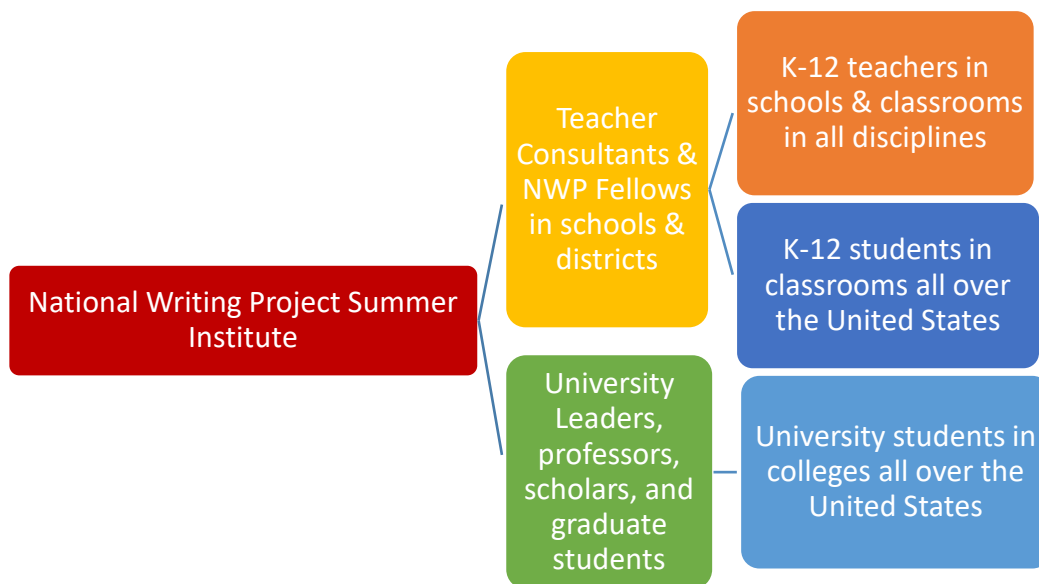 National Writing Project Summer
Institute
Teacher
Consultants &
NWP Fellows
in schools &
districts
K-12 teachers in
schools & classrooms
in all disciplines
K-12 students in
classrooms all over
the United States
University
Leaders,
professors,
scholars, and
graduate
students
University students in
colleges all over the
United States